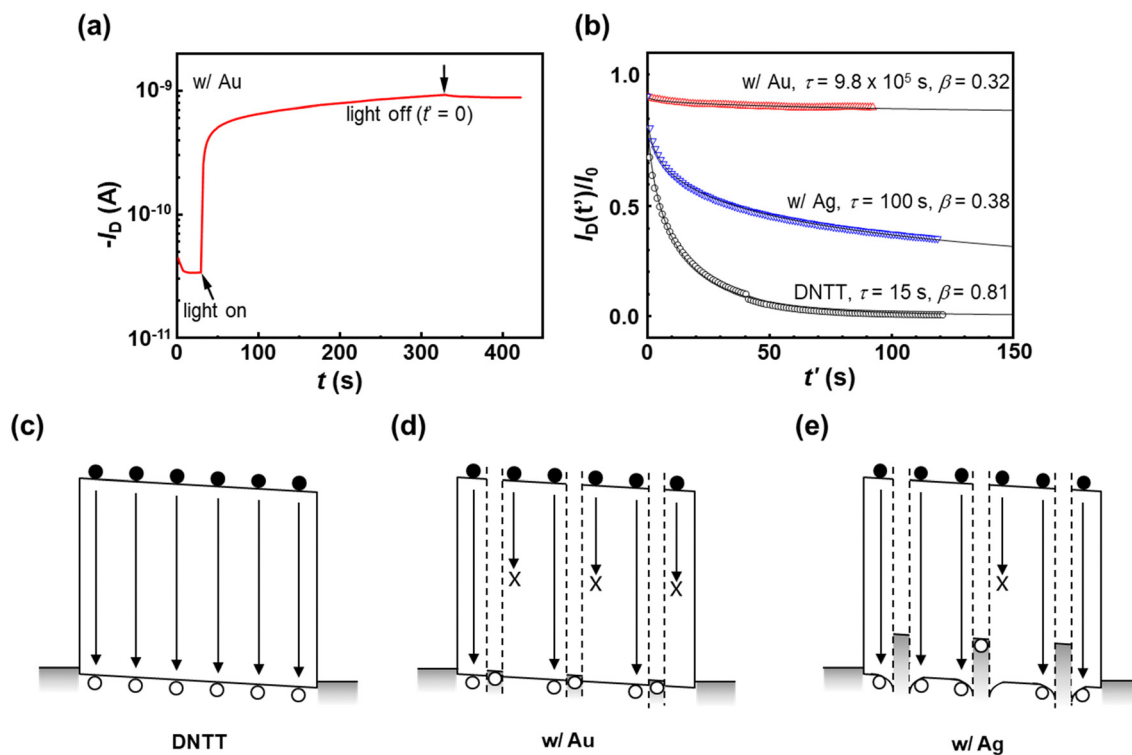 (a)
w/ Au
light off (t' = 0)
light on
10⁻⁹
10⁻¹⁰
10⁻¹¹
-I_D (A)
0 100 200 300 400
t (s)
(b)
w/ Au, τ = 9.8 x 10⁵ s, β = 0.32
w/ Ag, τ = 100 s, β = 0.38
DNTT, τ = 15 s, β = 0.81
1.0
0.5
0.0
I_D(t')/I_0
0 50 100 150
t' (s)
(c)
DNTT
(d)
X X X
w/ Au
(e)
X
w/ Ag